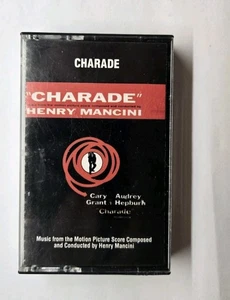 CHARADE
"CHARADE"
HENRY MANCINI
Cary Audrey
Grant Hepburn
Charade
Music from the Motion Picture Score Composed
and Conducted by Henry Mancini